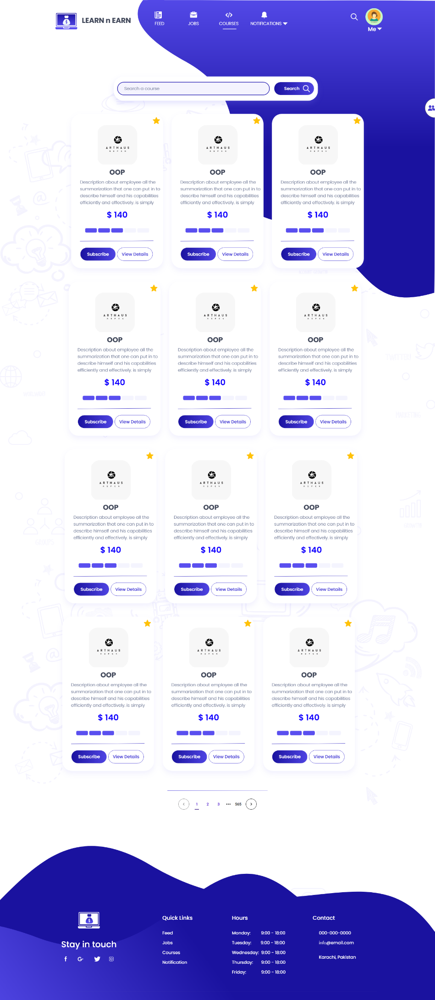 LEARN n EARN
FEED
JOBS
COURSES
NOTIFICATIONS
Me
Search a course
Search
ARTHAUS
ASPEN
OOP
Description about employee all the
summarization that one can put in to
describe himself and his capabilities
efficiently and effectively. is simply
$ 140
Subscribe
View Details
ARTHAUS
ASPEN
OOP
Description about employee all the
summarization that one can put in to
describe himself and his capabilities
efficiently and effectively. is simply
$ 140
Subscribe
View Details
ARTHAUS
ASPEN
OOP
Description about employee all the
summarization that one can put in to
describe himself and his capabilities
efficiently and effectively. is simply
$ 140
Subscribe
View Details
ARTHAUS
ASPEN
OOP
Description about employee all the
summarization that one can put in to
describe himself and his capabilities
efficiently and effectively. is simply
$ 140
Subscribe
View Details
ARTHAUS
ASPEN
OOP
Description about employee all the
summarization that one can put in to
describe himself and his capabilities
efficiently and effectively. is simply
$ 140
Subscribe
View Details
ARTHAUS
ASPEN
OOP
Description about employee all the
summarization that one can put in to
describe himself and his capabilities
efficiently and effectively. is simply
$ 140
Subscribe
View Details
TWITTER!
WORLWIDE!
MARKETING
ARTHAUS
ASPEN
OOP
Description about employee all the
summarization that one can put in to
describe himself and his capabilities
efficiently and effectively. is simply
$ 140
Subscribe
View Details
ARTHAUS
ASPEN
OOP
Description about employee all the
summarization that one can put in to
describe himself and his capabilities
efficiently and effectively. is simply
$ 140
Subscribe
View Details
ARTHAUS
ASPEN
OOP
Description about employee all the
summarization that one can put in to
describe himself and his capabilities
efficiently and effectively. is simply
$ 140
Subscribe
View Details
GROWTH
GROUPS
ARTHAUS
ASPEN
OOP
Description about employee all the
summarization that one can put in to
describe himself and his capabilities
efficiently and effectively. is simply
$ 140
Subscribe
View Details
ARTHAUS
ASPEN
OOP
Description about employee all the
summarization that one can put in to
describe himself and his capabilities
efficiently and effectively. is simply
$ 140
Subscribe
View Details
ARTHAUS
ASPEN
OOP
Description about employee all the
summarization that one can put in to
describe himself and his capabilities
efficiently and effectively. is simply
$ 140
Subscribe
View Details
1 2 3 ••• 565
Stay in touch
Quick Links
Feed
Jobs
Courses
Notification
Hours
Monday: 9:00 - 18:00
Tuesday: 9:00 - 18:00
Wednesday: 9:00 - 18:00
Thursday: 9:00 - 18:00
Friday: 9:00 - 18:00
Contact
000-000-0000
info@email.com
Karachi, Pakistan